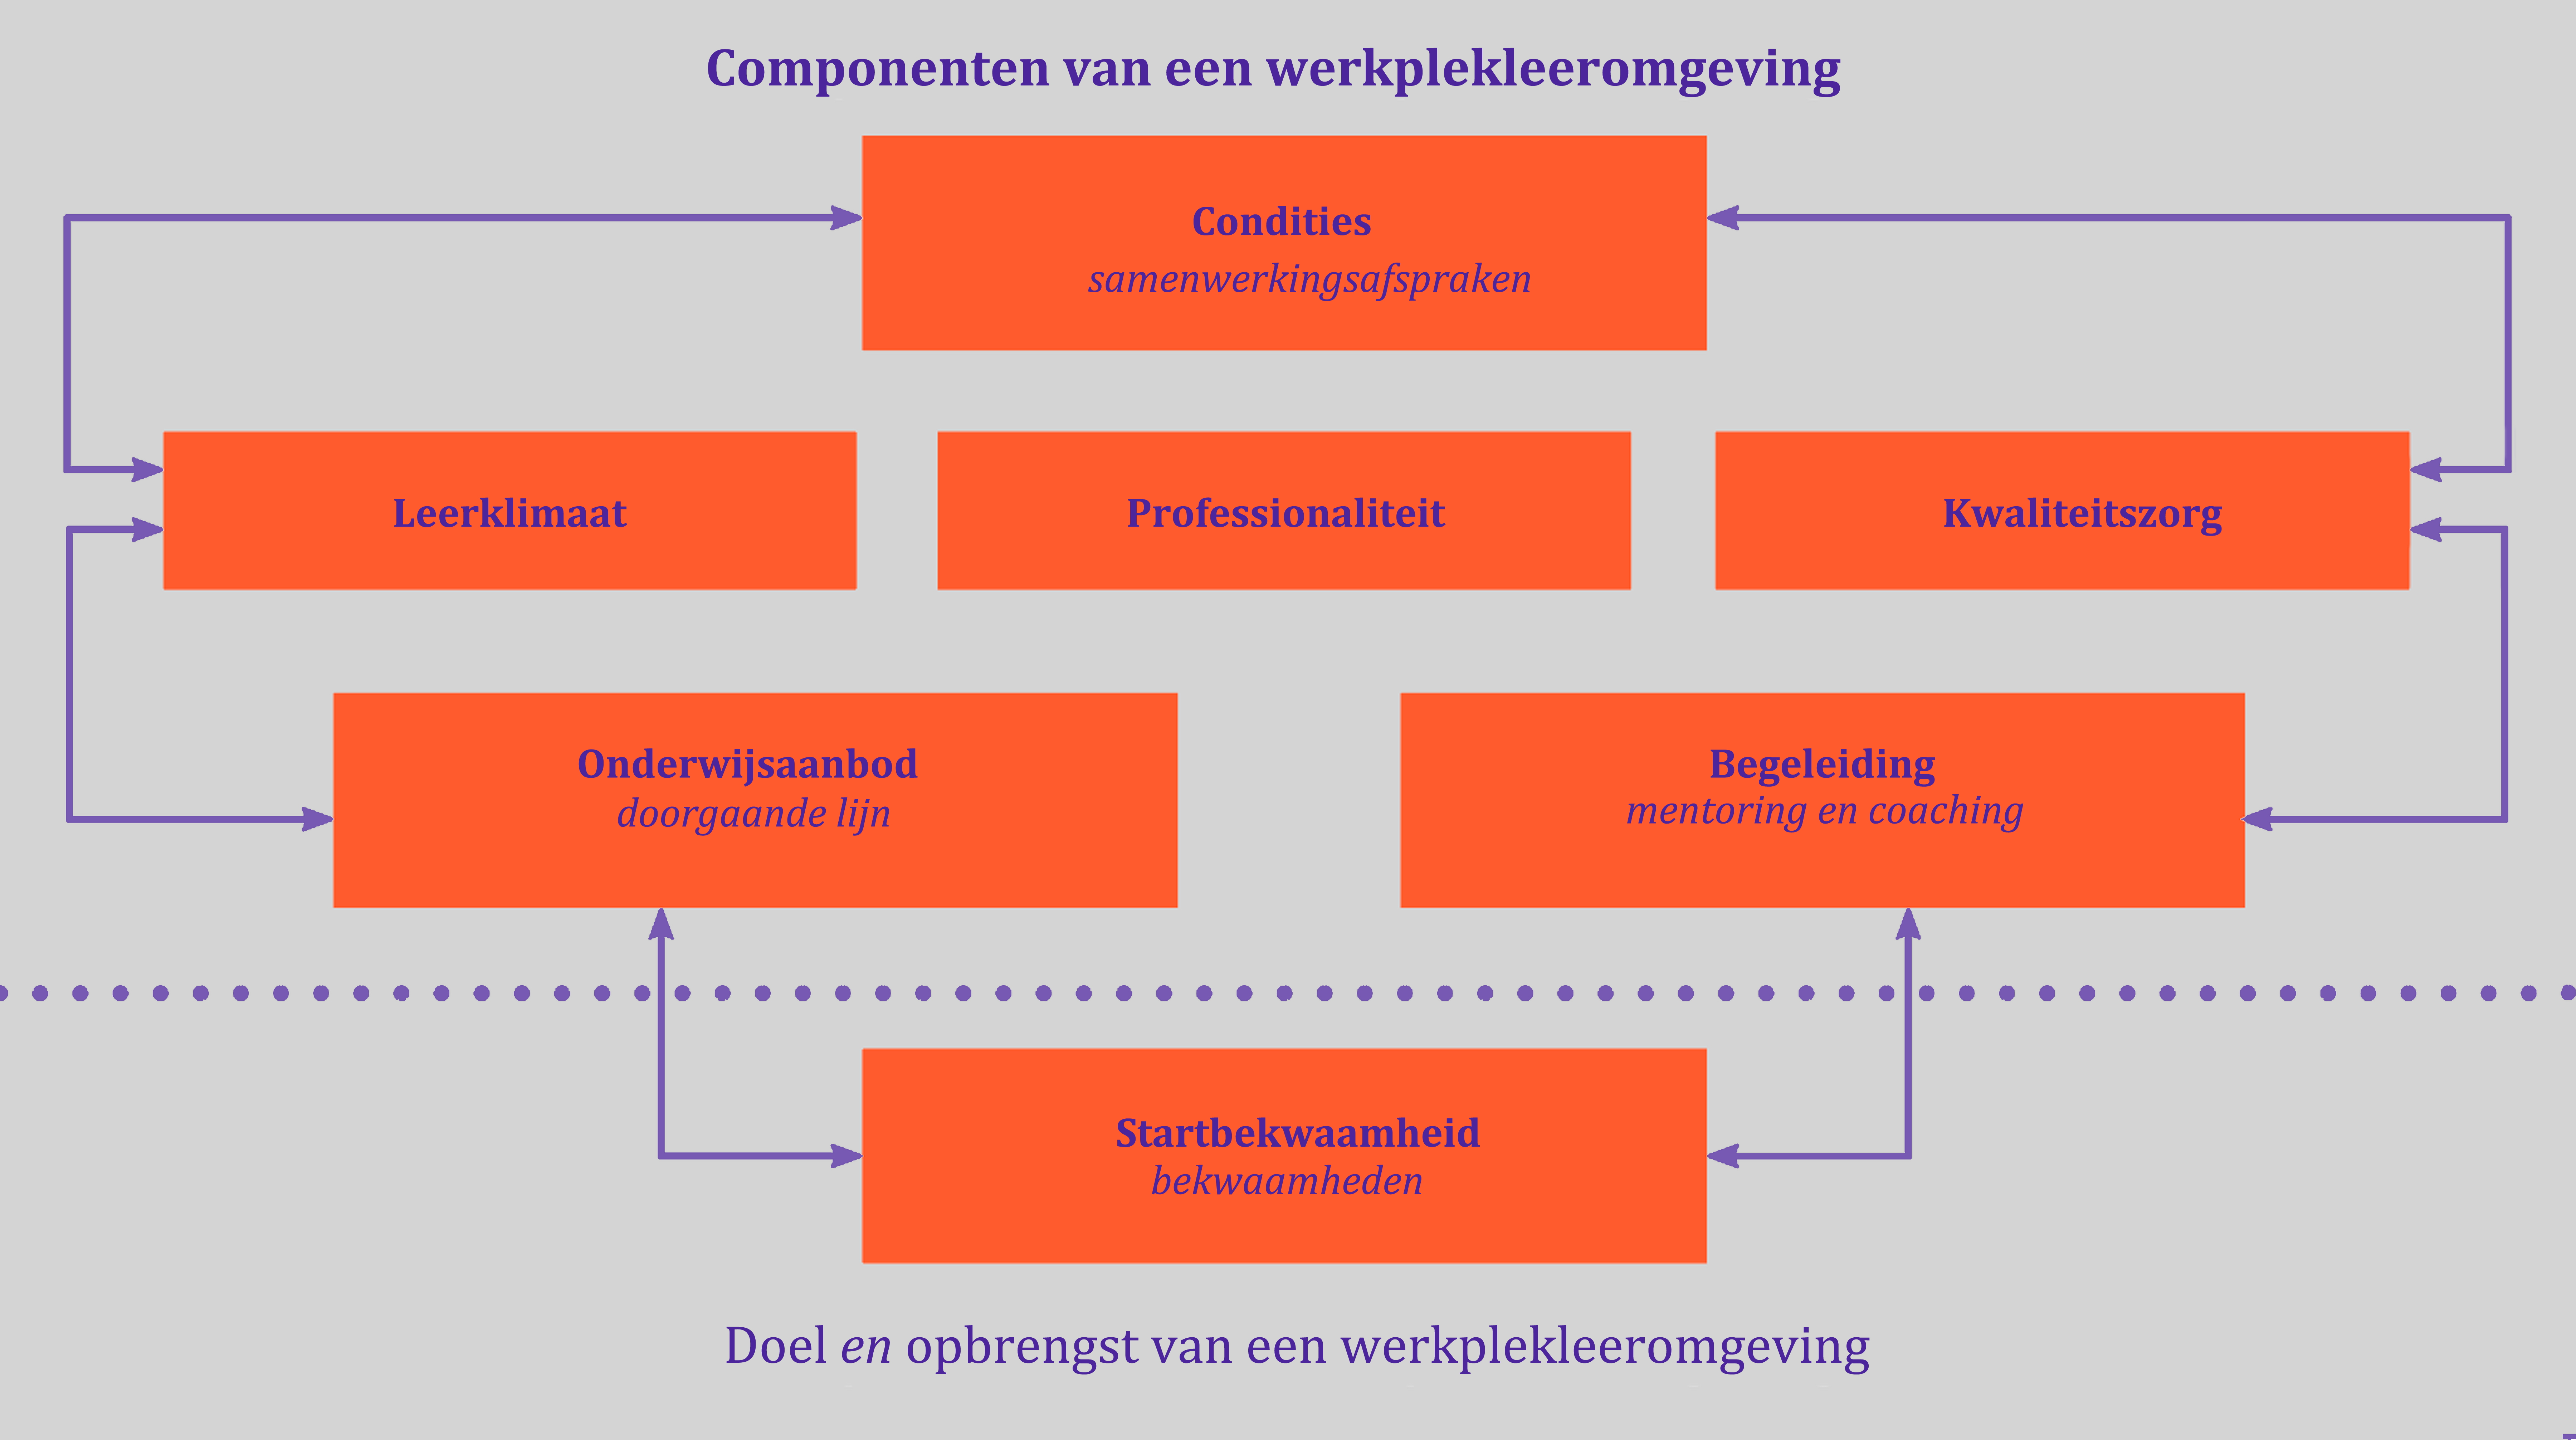 Componenten van een werkplekleeromgeving
Condities
samenwerkingsafspraken
Leerklimaat
Professionaliteit
Kwaliteitszorg
Onderwijsaanbod
doorgaande lijn
Begeleiding
mentoring en coaching
Startbekwaamheid
bekwaamheden
Doel en opbrengst van een werkplekleeromgeving